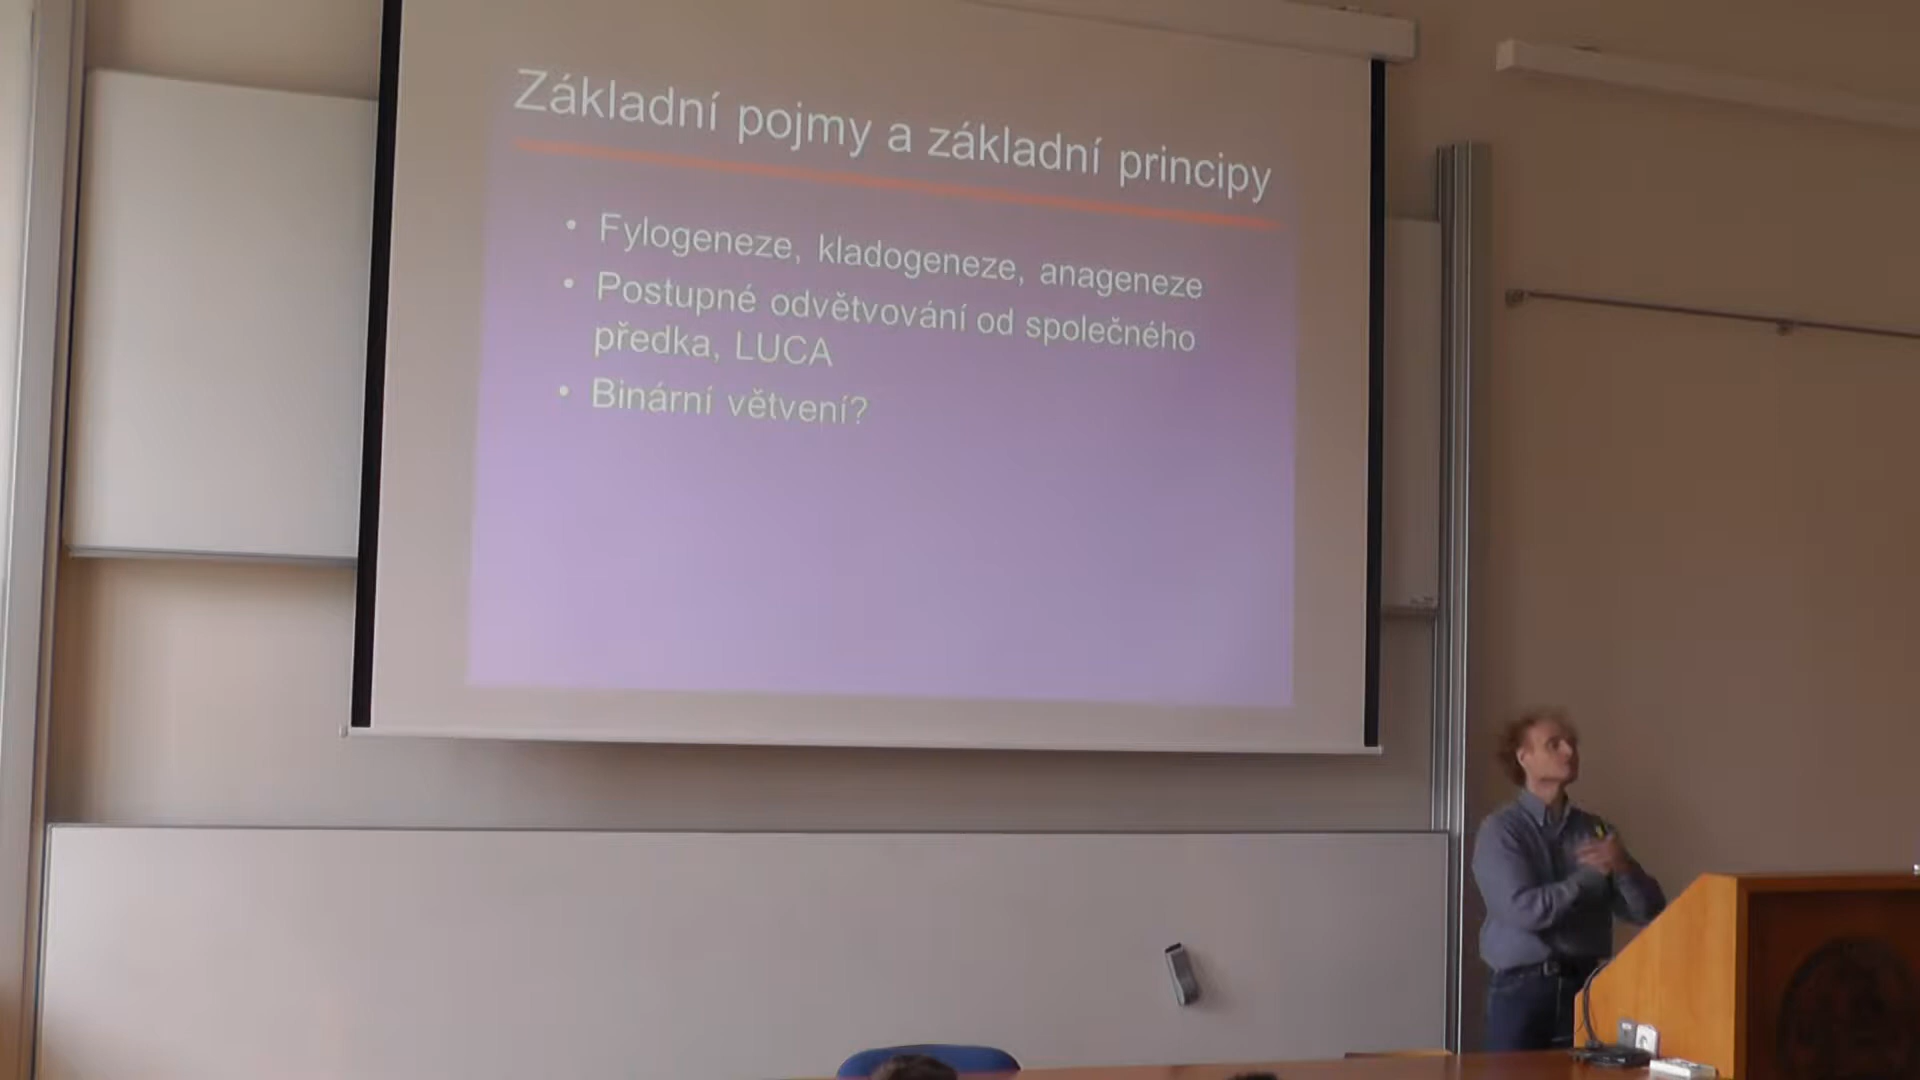 Základní pojmy a základní principy
• Fylogeneze, kladogeneze, anageneze
• Postupné odvětvování od společného
předka, LUCA
• Binární větvení?